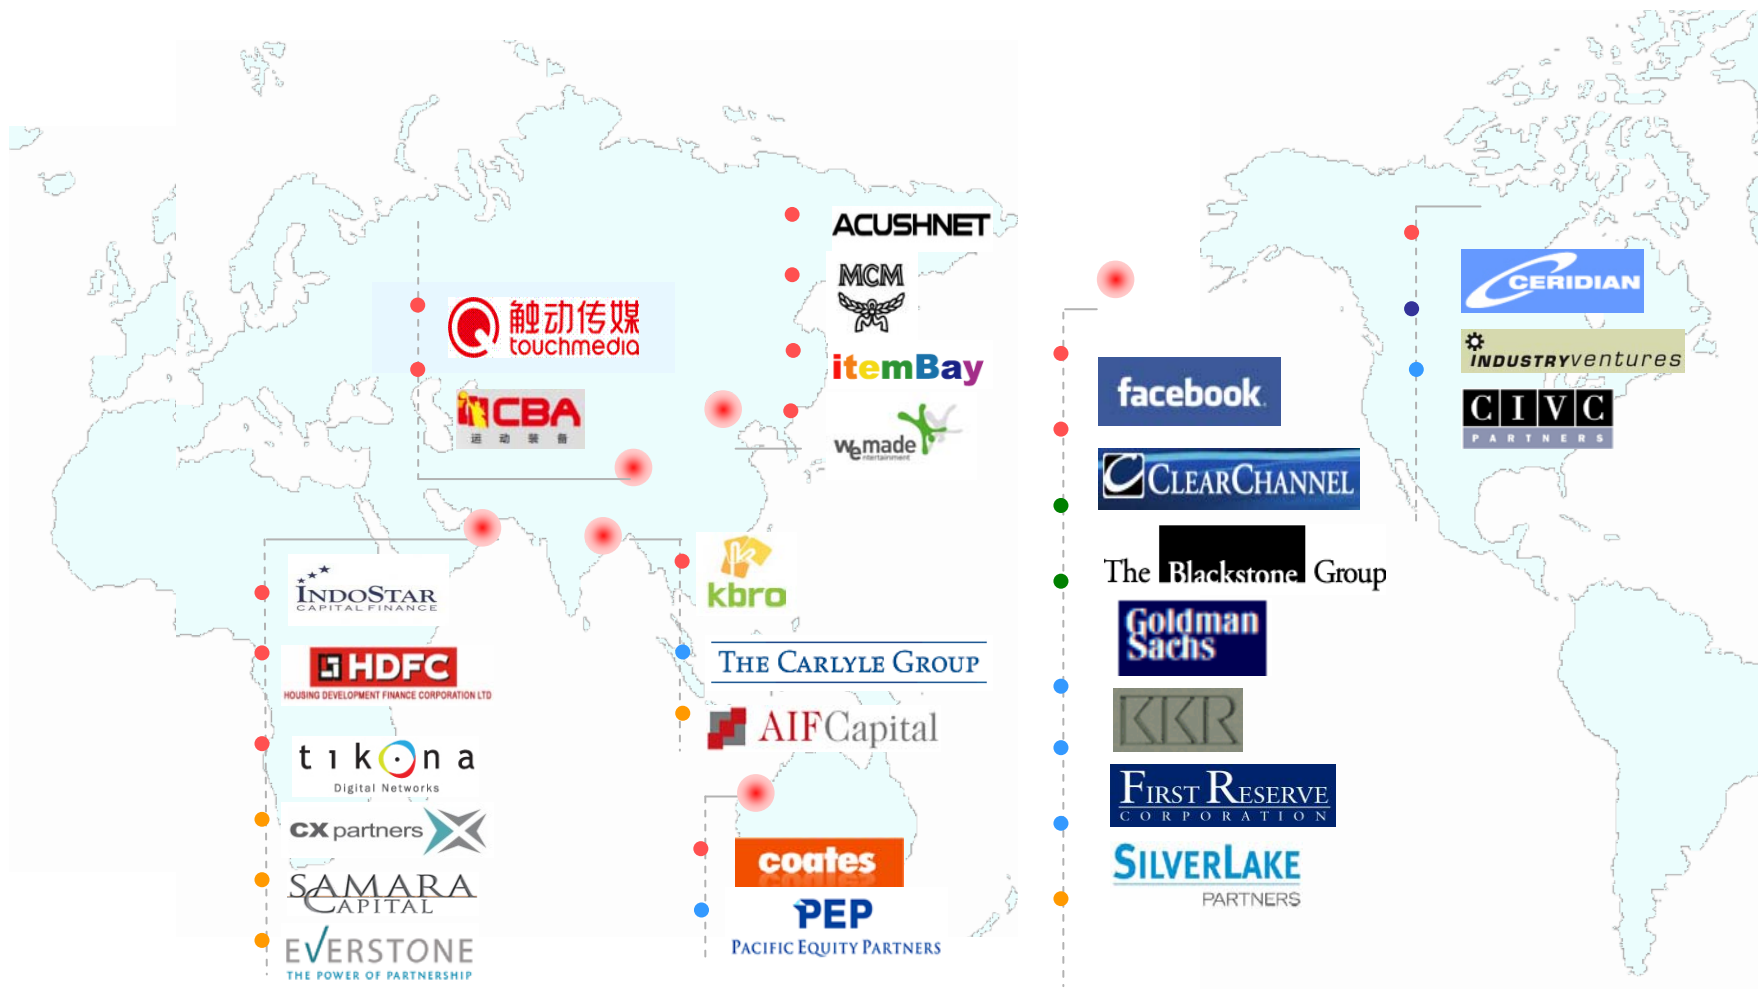 触动传媒
touchmedia
CBA
运动装备
ACUSHNET
MCM
itemBay
wemade
entertainment
INDOSTAR
CAPITAL FINANCE
HDFC
HOUSING DEVELOPMENT FINANCE CORPORATION LTD
tikona
Digital Networks
cx partners
SAMARA
CAPITAL
EVERSTONE
THE POWER OF PARTNERSHIP
kbro
THE CARLYLE GROUP
AIF Capital
coates
PEP
PACIFIC EQUITY PARTNERS
facebook
CLEARCHANNEL
The Blackstone Group
Goldman
Sachs
KKR
FIRST RESERVE
CORPORATION
SILVERLAKE
PARTNERS
CERIDIAN
INDUSTRYventures
CIVC
PARTNERS